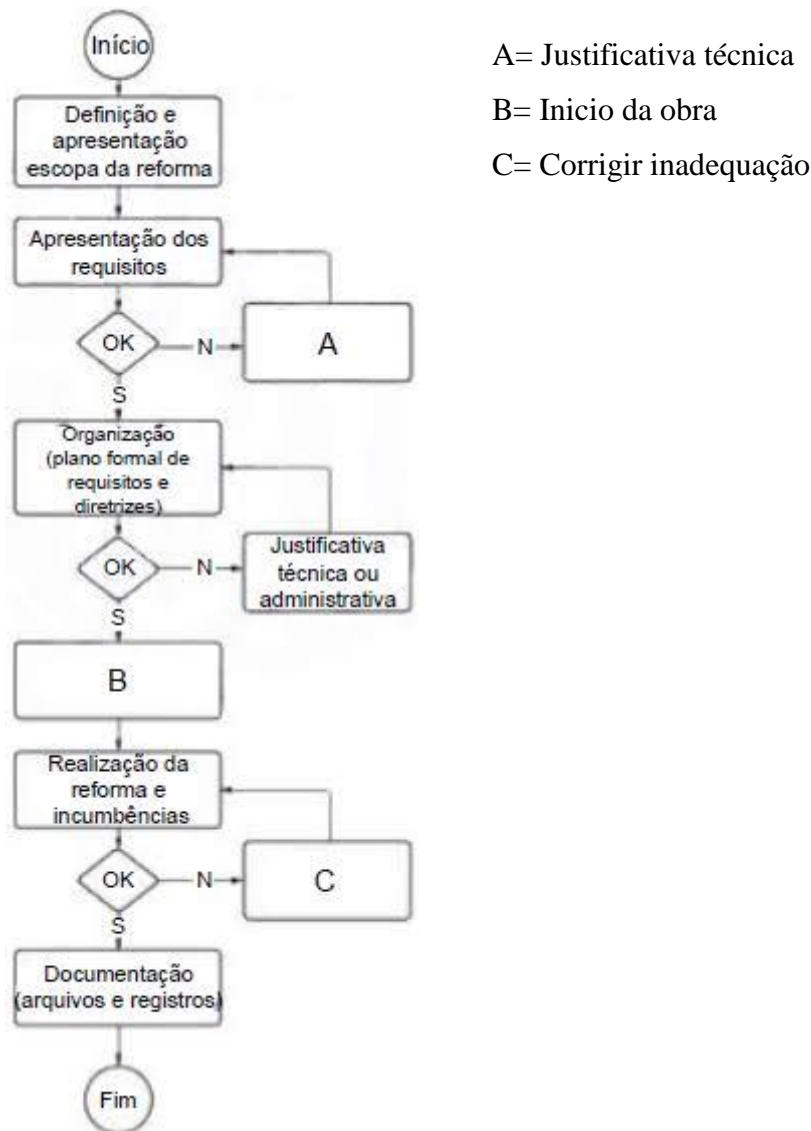 Início
Definição e
apresentação
escopa da reforma
Apresentação dos
requisitos
OK
N
A
S
Organização
(plano formal de
requisitos e
diretrizes)
OK
N
Justificativa
técnica ou
administrativa
S
B
Realização da
reforma e
incumbências
OK
N
C
S
Documentação
(arquivos e registros)
Fim
A= Justificativa técnica
B= Inicio da obra
C= Corrigir inadequação